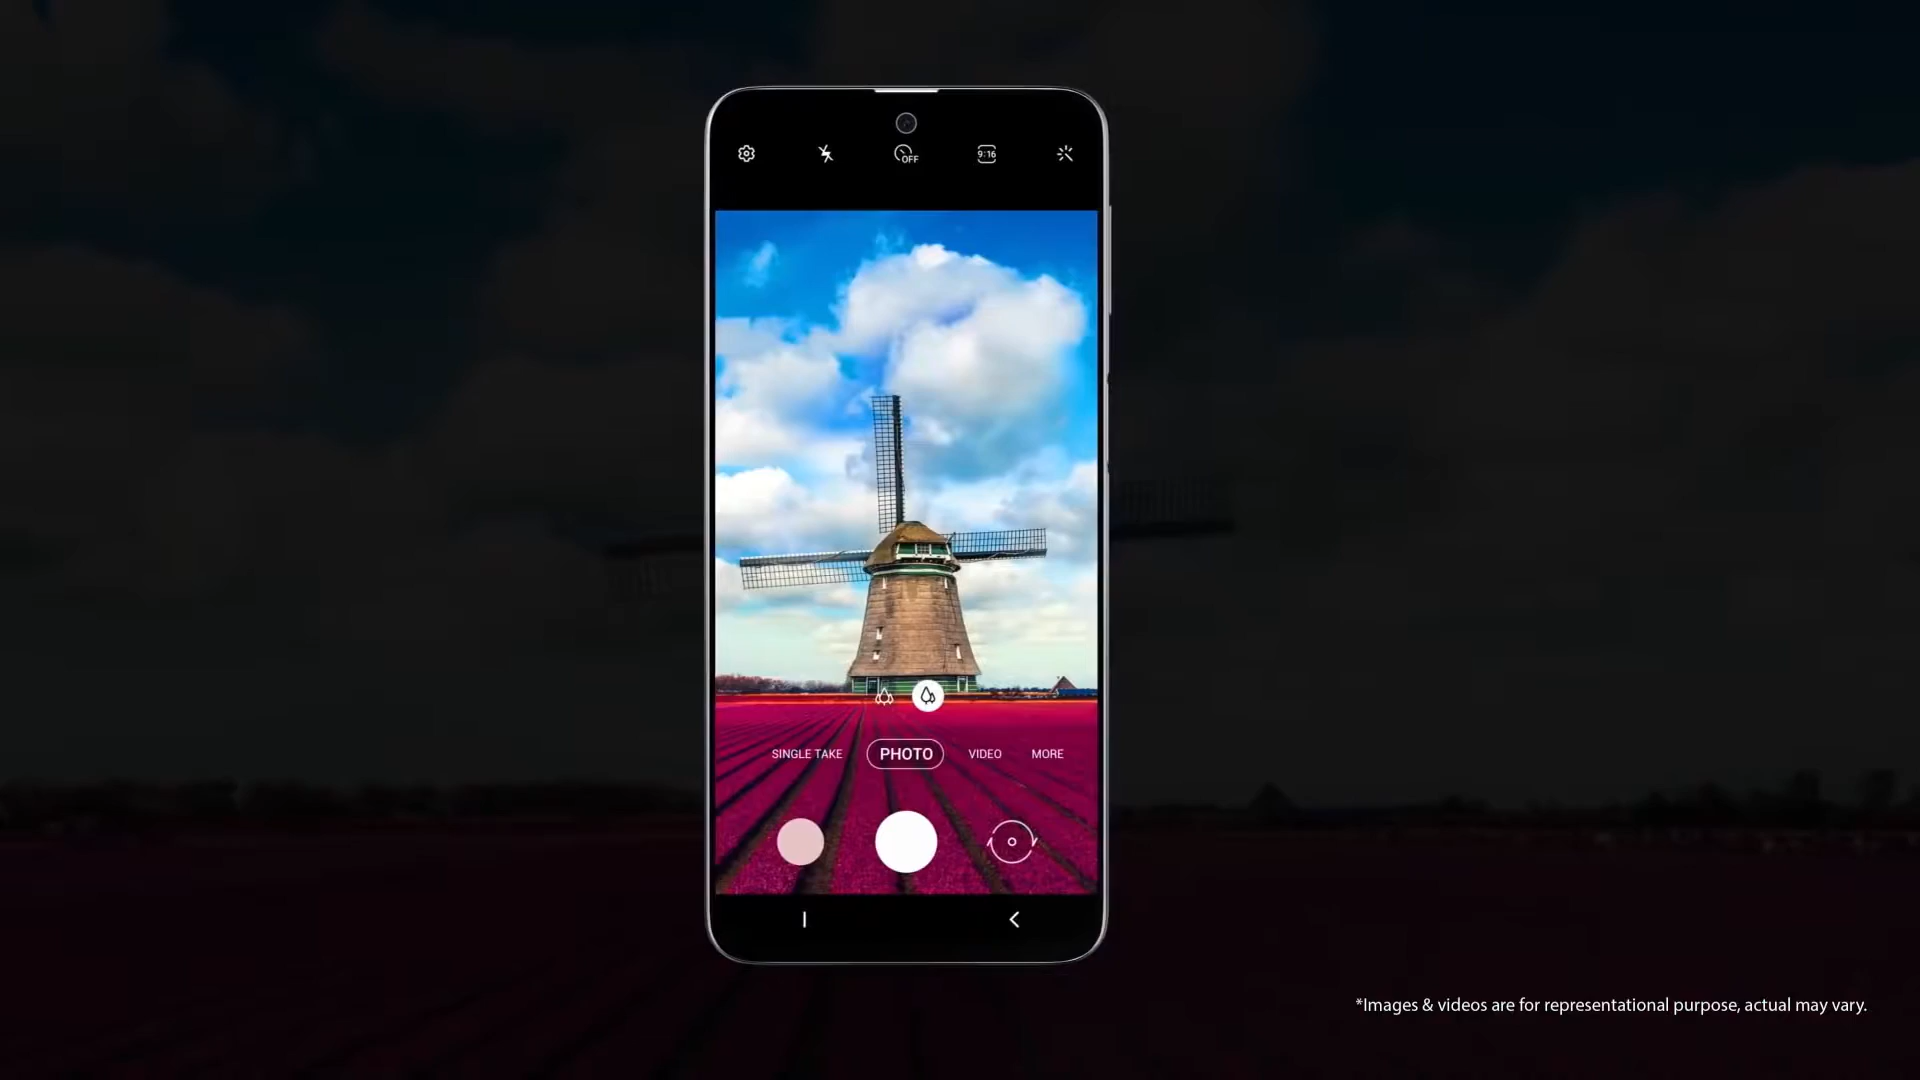 OFF
9:16
SINGLE TAKE
PHOTO
VIDEO
MORE
*Images & videos are for representational purpose, actual may vary.